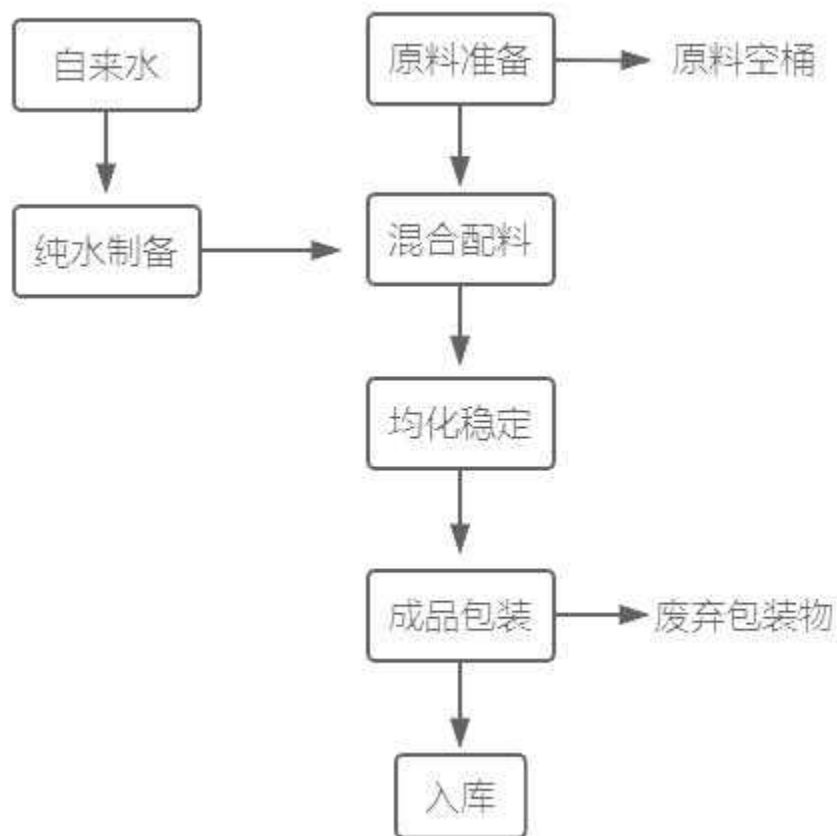 自来水
原料准备
原料空桶
纯水制备
混合配料
均化稳定
成品包装
废弃包装物
入库